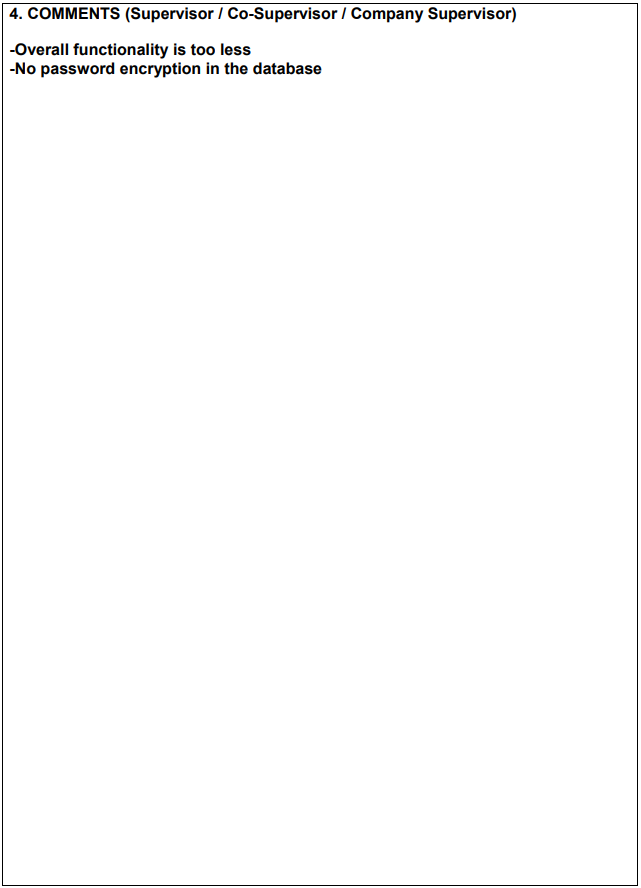 4. COMMENTS (Supervisor / Co-Supervisor / Company Supervisor)
-Overall functionality is too less
-No password encryption in the database